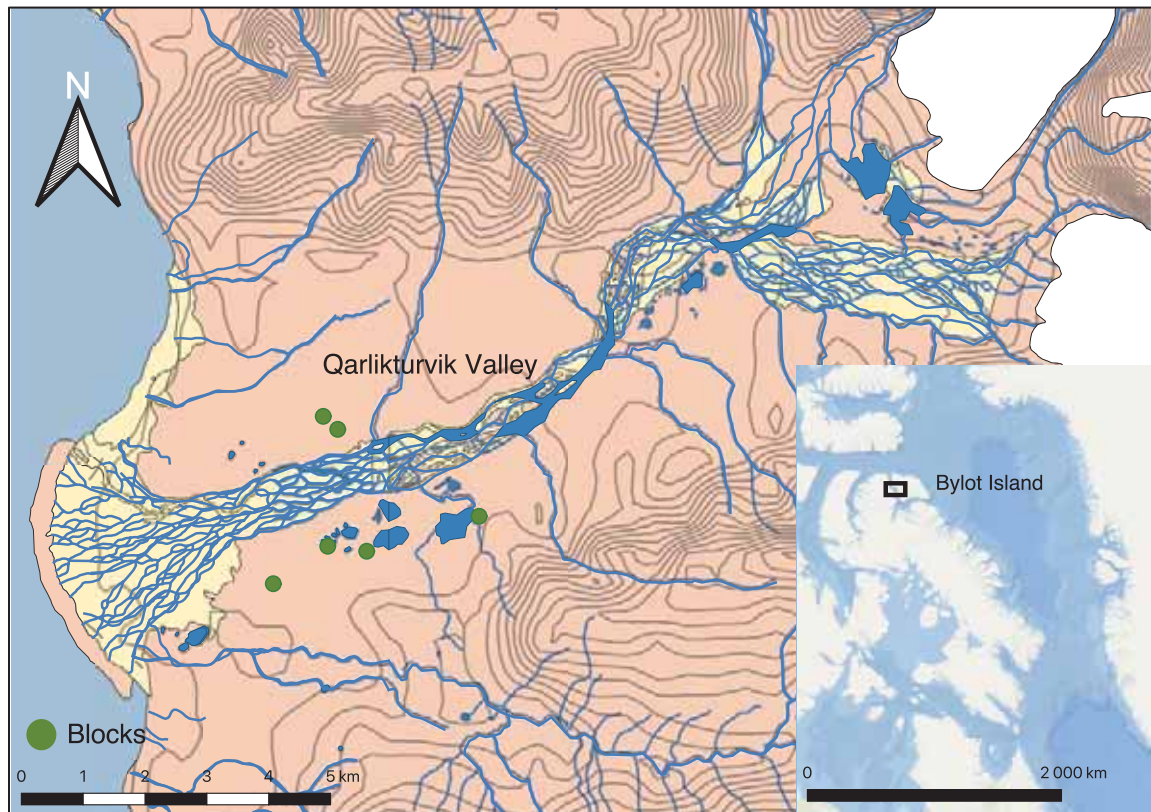 N
Qarlikturvik Valley
Bylot Island
Blocks
0 1 2 3 4 5 km
0 2 000 km